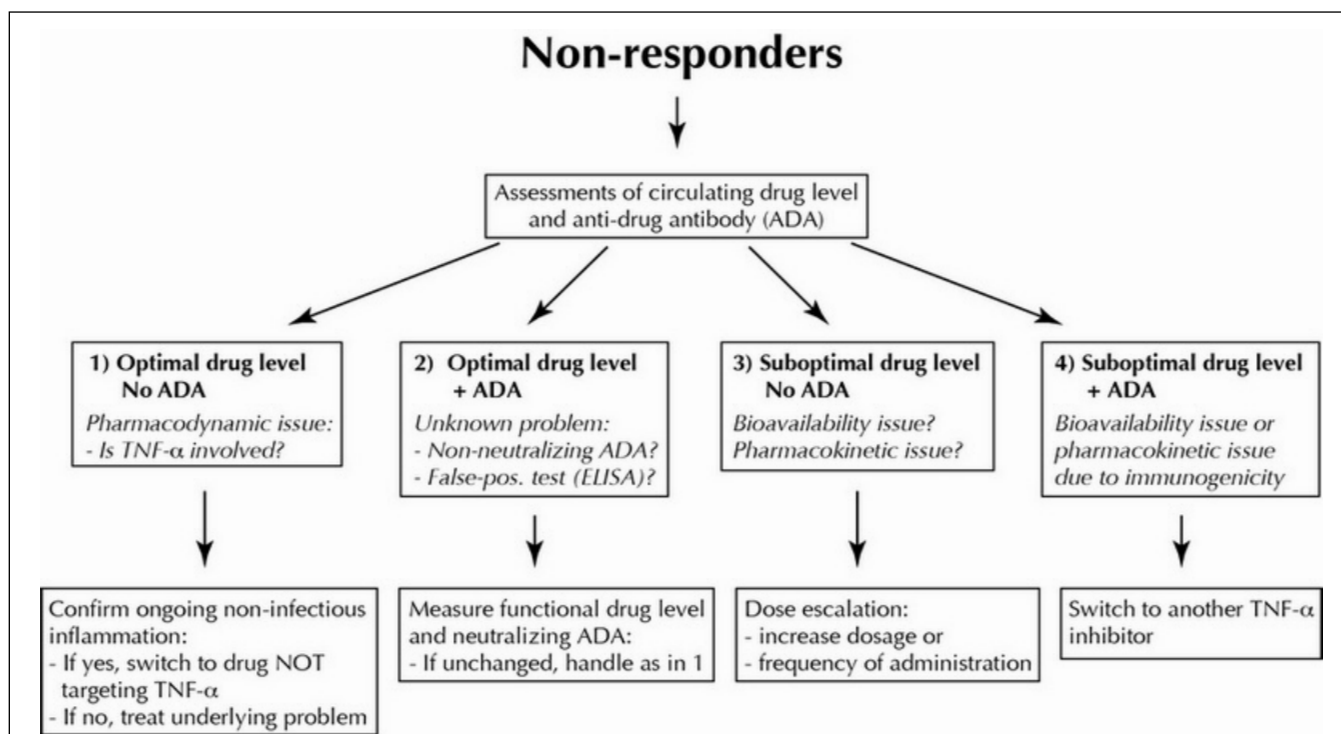 Non-responders
Assessments of circulating drug level
and anti-drug antibody (ADA)
1) Optimal drug level
No ADA
Pharmacodynamic issue:
- Is TNF-α involved?
2) Optimal drug level
+ ADA
Unknown problem:
- Non-neutralizing ADA?
- False-pos. test (ELISA)?
3) Suboptimal drug level
No ADA
Bioavailability issue?
Pharmacokinetic issue?
4) Suboptimal drug level
+ ADA
Bioavailability issue or
pharmacokinetic issue
due to immunogenicity
Confirm ongoing non-infectious
inflammation:
- If yes, switch to drug NOT
targeting TNF-α
- If no, treat underlying problem
Measure functional drug level
and neutralizing ADA:
- If unchanged, handle as in 1
Dose escalation:
- increase dosage or
- frequency of administration
Switch to another TNF-α
inhibitor